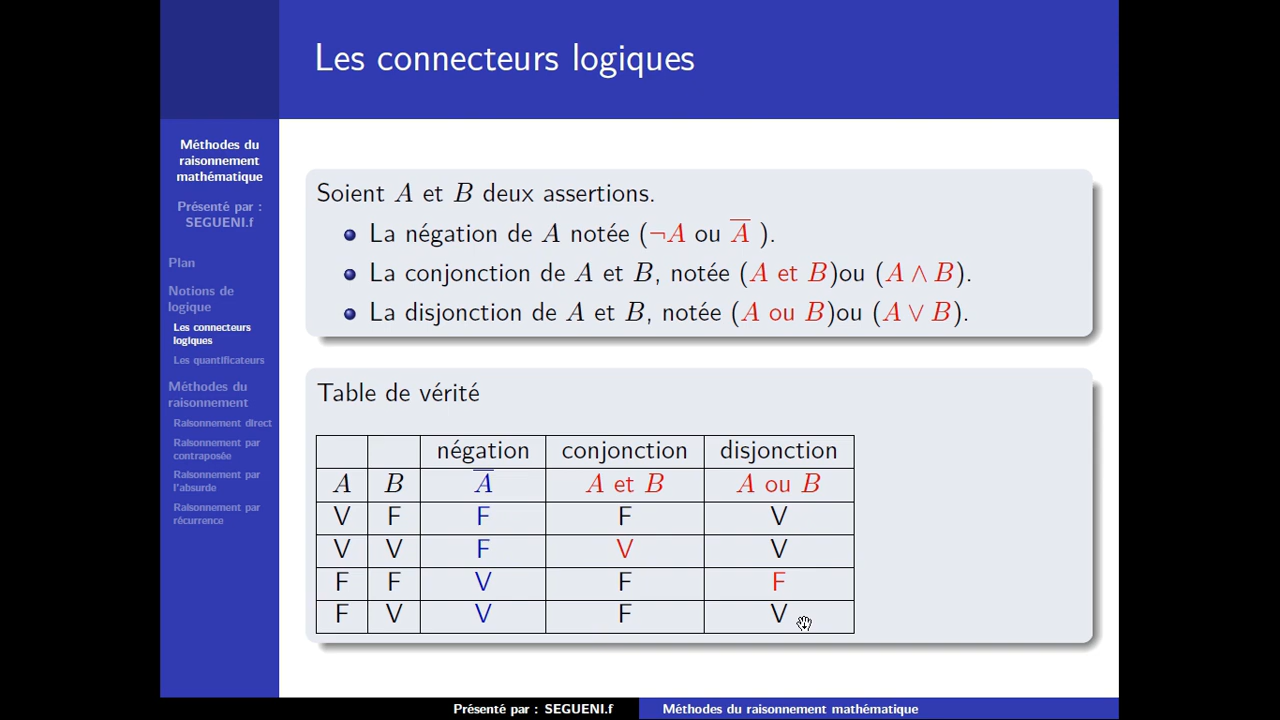 Les connecteurs logiques
Méthodes du
raisonnement
mathématique
Présenté par :
SEGUENI.f
Plan
Notions de
logique
Les connecteurs
logiques
Les quantificateurs
Méthodes du
raisonnement
Raisonnement direct
Raisonnement par
contraposée
Raisonnement par
l'absurde
Raisonnement par
récurrence
Soient A et B deux assertions.
La négation de A notée (¬A ou A̅ ).
La conjonction de A et B, notée (A et B)ou (A ∧ B).
La disjonction de A et B, notée (A ou B)ou (A ∨ B).
Table de vérité
négation conjonction disjonction
A B A̅ A et B A ou B
V F F F V
V V F V V
F F V F F
F V V F V
Présenté par : SEGUENI.f Méthodes du raisonnement mathématique